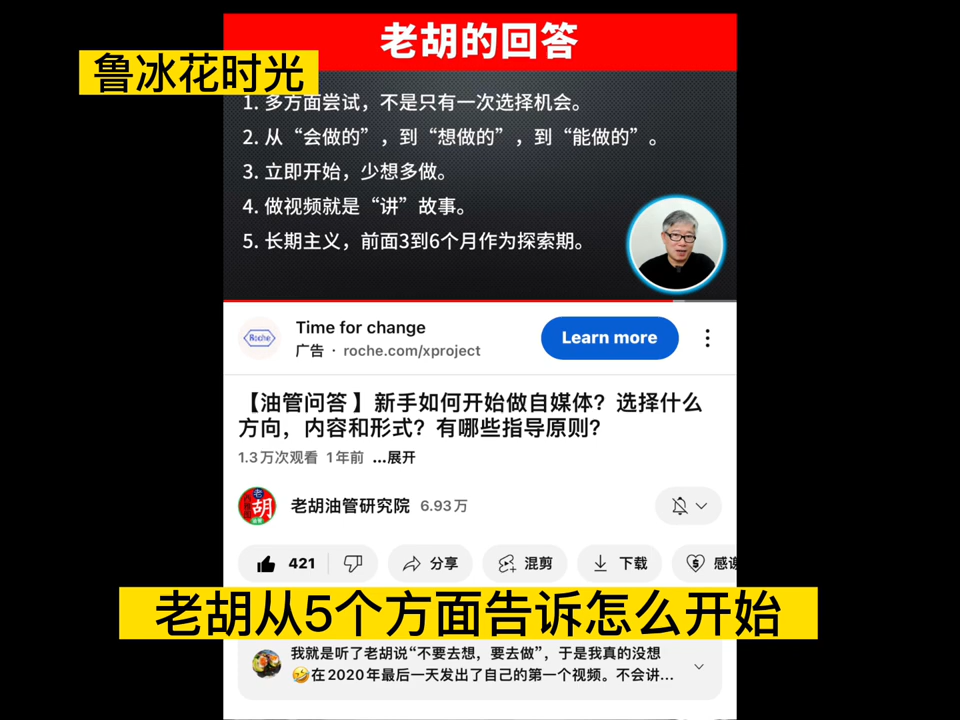 老胡的回答
鲁冰花时光
1. 多方面尝试，不是只有一次选择机会。
2. 从“会做的”，到“想做的”，到“能做的”。
3. 立即开始，少想多做。
4. 做视频就是“讲”故事。
5. 长期主义，前面3到6个月作为探索期。
Roche
Time for change
广告 · roche.com/xproject
Learn more
【油管问答】新手如何开始做自媒体？选择什么
方向，内容和形式？有哪些指导原则？
1.3万次观看 1年前 ...展开
老胡油管研究院 6.93万
421 分享 混剪 下载 感谢
老胡从5个方面告诉怎么开始
我就是听了老胡说“不要去想，要去做”，于是我真的没想
🤣在2020年最后一天发出了自己的第一个视频。不会讲...